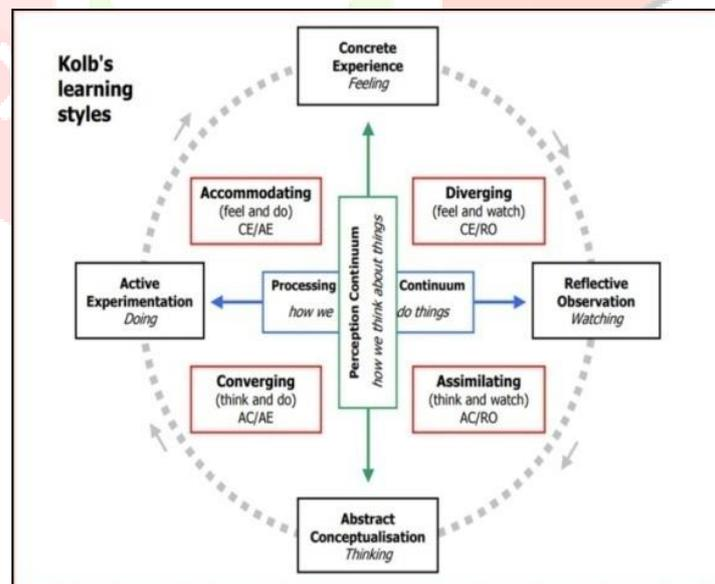 Kolb's
learning
styles
Concrete
Experience
Feeling
Accommodating
(feel and do)
CE/AE
Diverging
(feel and watch)
CE/RO
Active
Experimentation
Doing
Processing Continuum
how we do things
Perception Continuum
how we think about things
Reflective
Observation
Watching
Converging
(think and do)
AC/AE
Assimilating
(think and watch)
AC/RO
Abstract
Conceptualisation
Thinking